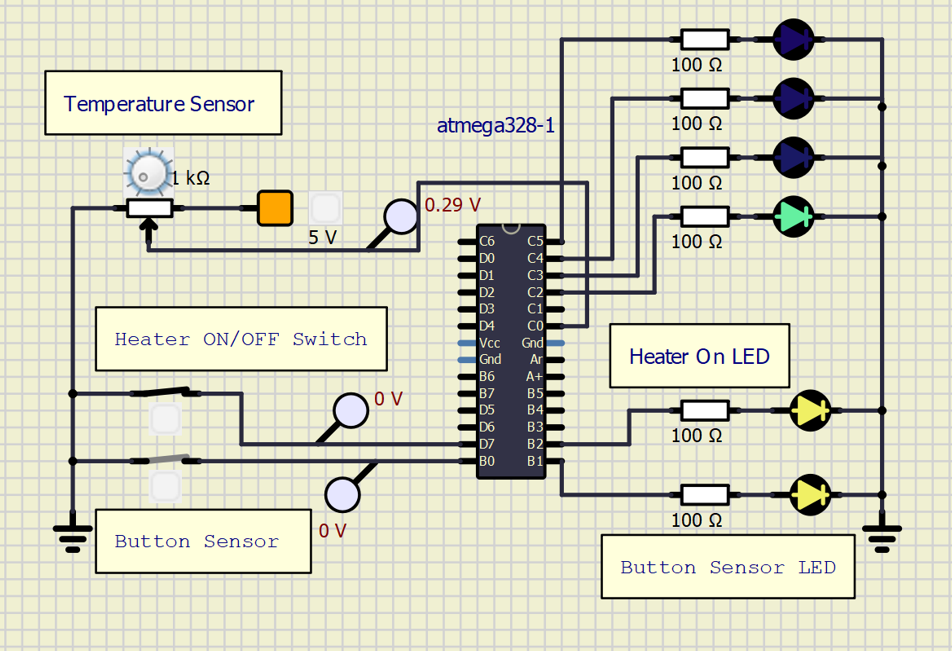 100 Ω
100 Ω
100 Ω
100 Ω
Temperature Sensor
atmega328-1
1 kΩ
5 V
0.29 V
C6 C5
D0 C4
D1 C3
D2 C2
D3 C1
D4 C0
Vcc Gnd
Gnd Ar
B6 A+
B7 B5
D5 B4
D6 B3
D7 B2
B0 B1
Heater ON/OFF Switch
0 V
Heater On LED
100 Ω
0 V
Button Sensor
100 Ω
Button Sensor LED